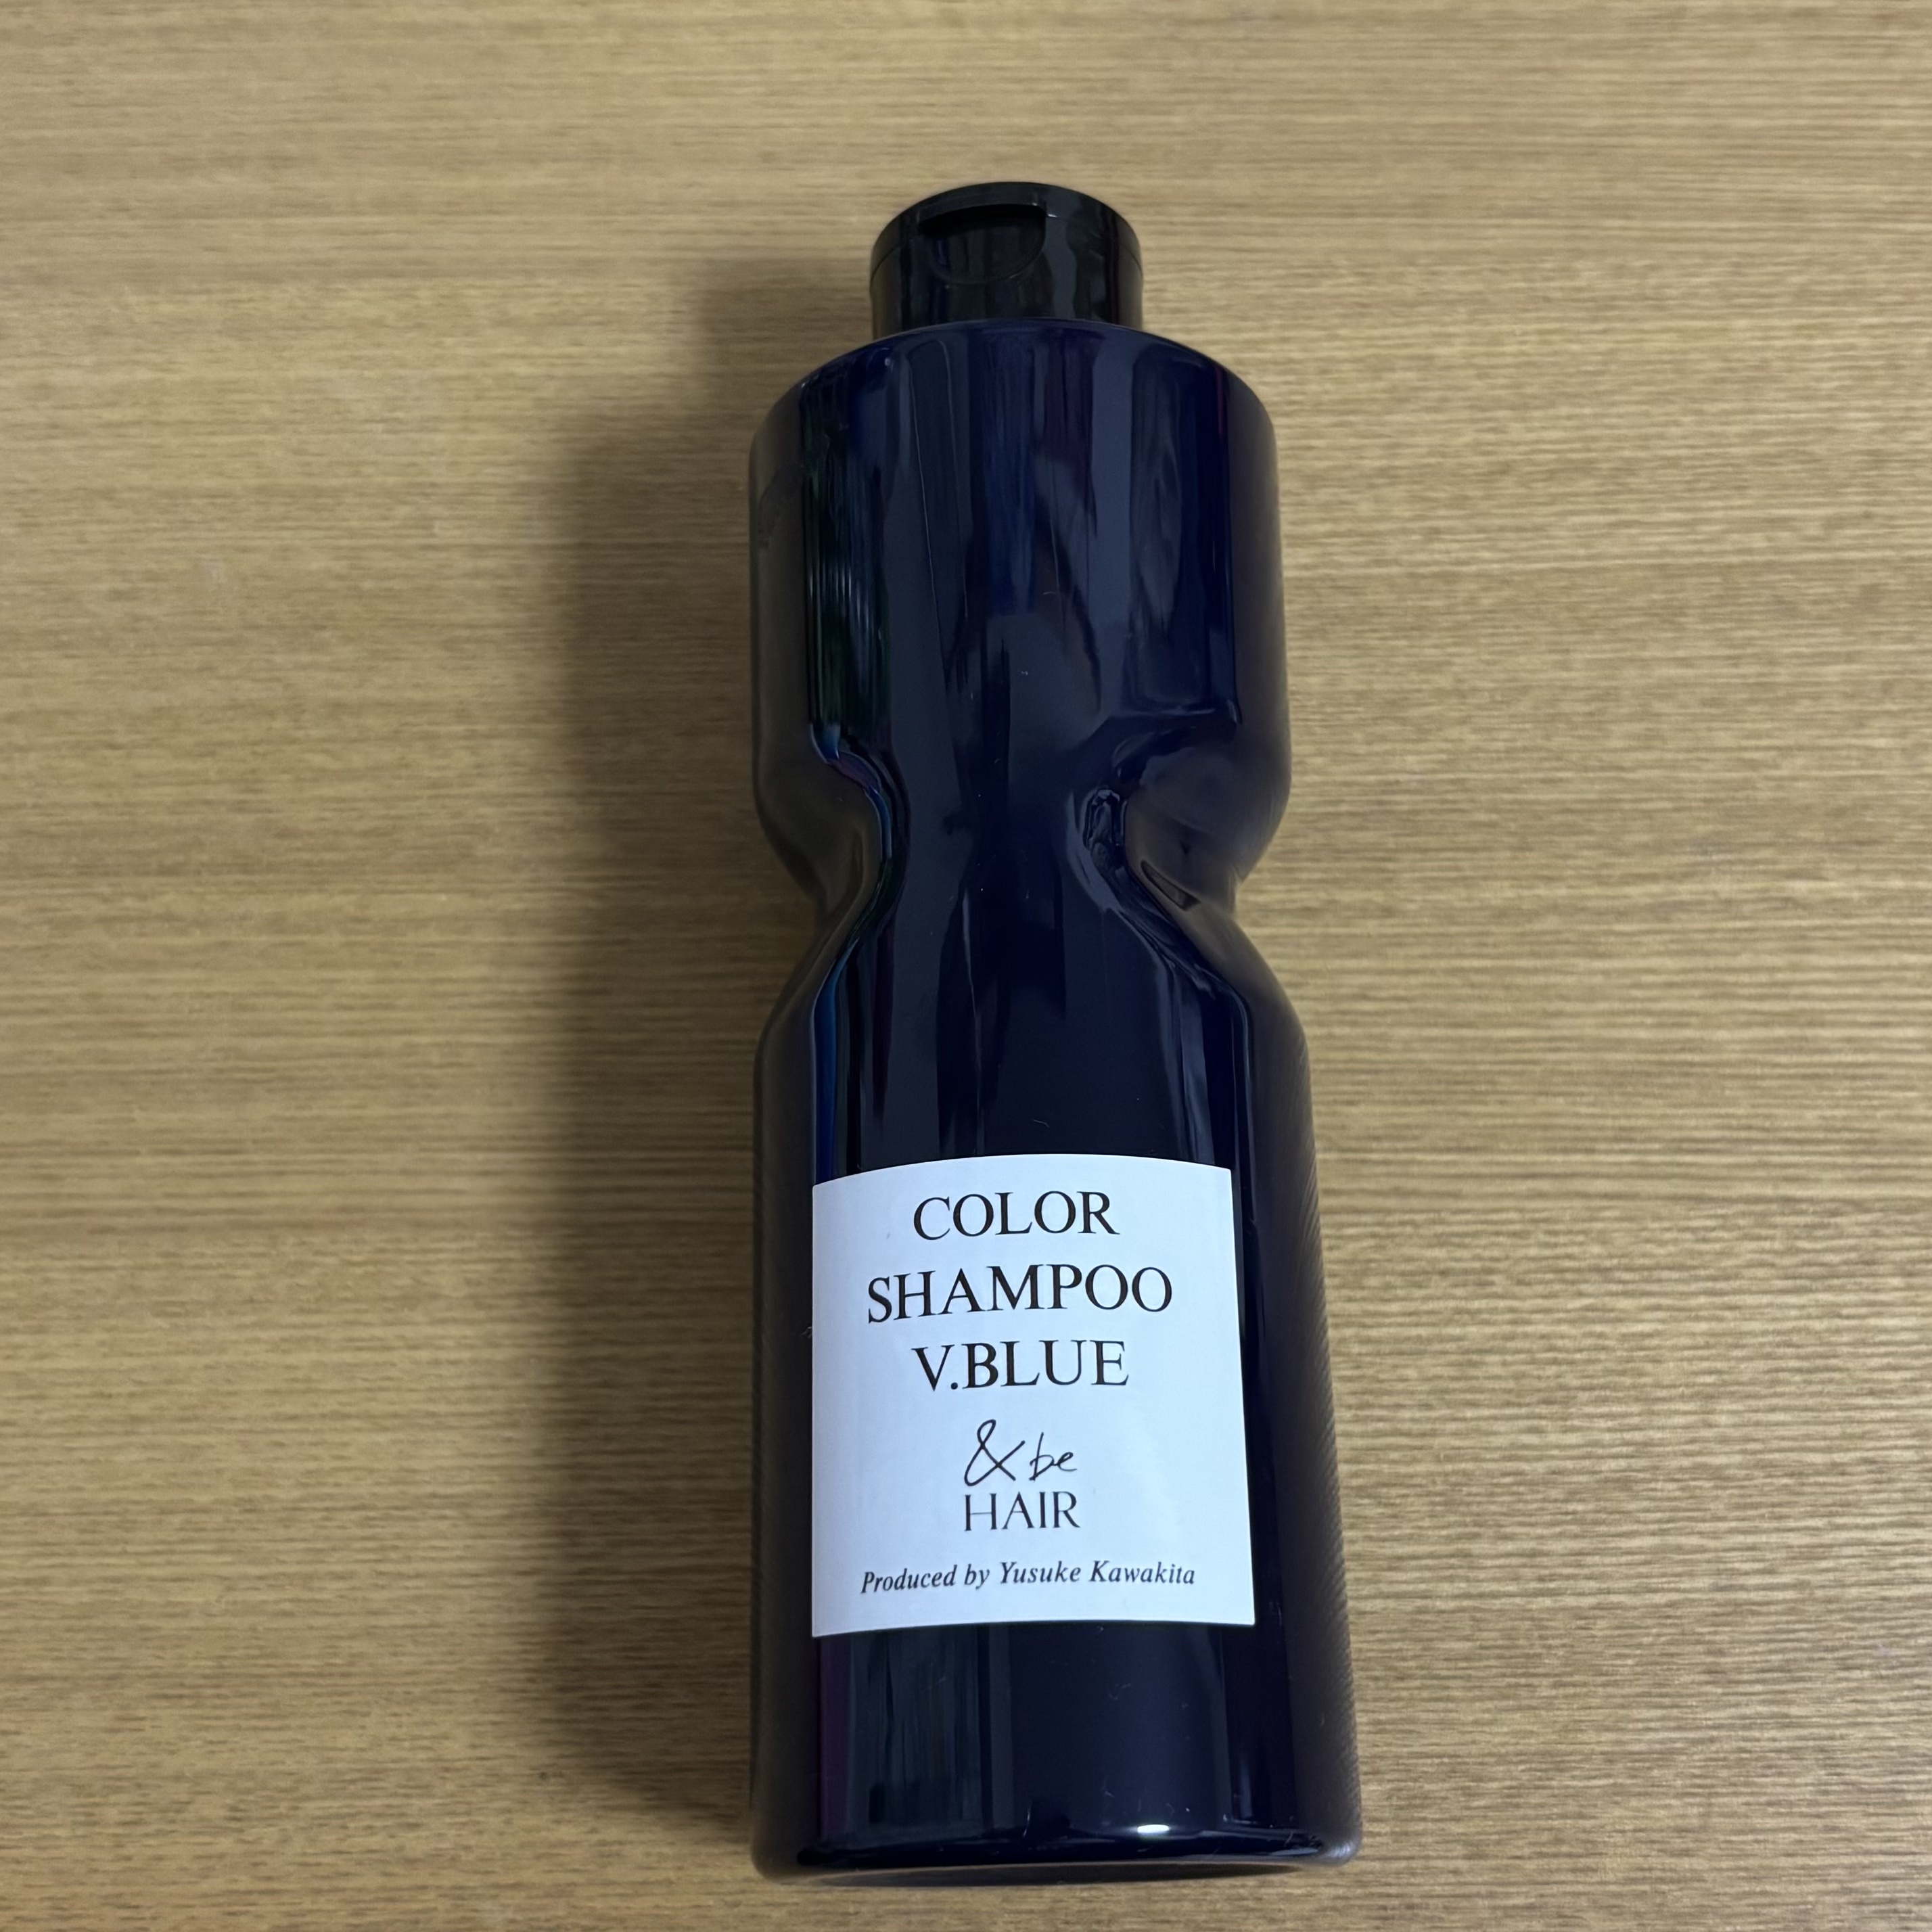 COLOR
SHAMPOO
V.BLUE
& be
HAIR
Produced by Yusuke Kawakita